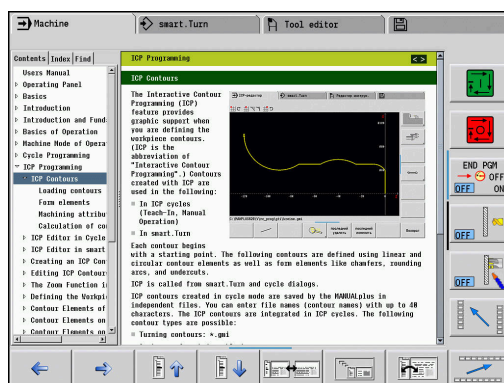 Machine
smart.Turn
Tool editor
Contents Index Find
Users Manual
Operating Panel
Basics
Introduction
Introduction and Fund
Basics of Operation
Machine Mode of Opera
Cycle Programming
ICP Programming
ICP Contours
Loading contours
Form elements
Machining attribu
Calculation of co
ICP Editor in Cycle
ICP Editor in smart
Creating an ICP Con
Editing ICP Contour
The Zoom Function i
Defining the Workpi
Contour Elements of
Contour Elements on
Contour Elements on
ICP Programming
<>
ICP Contours
The Interactive Contour
Programming (ICP)
feature provides
graphic support when
you are defining the
workpiece contours.
(ICP is the
abbreviation of
"Interactive Contour
Programming".) Contours
created with ICP are
used in the following:
In ICP cycles
(Teach-In, Manual
Operation)
In smart.Turn
Each contour begins
with a starting point. The following contours are defined using linear and
circular contour elements as well as form elements like chamfers, rounding
arcs, and undercuts.
ICP is called from smart.Turn and cycle dialogs.
ICP contours created in cycle mode are saved by the MANUALplus in
independent files. You can enter file names (contour names) with up to 40
characters. The ICP contours are integrated in ICP cycles. The following
contour types are possible:
Turning contours: *.gmi
END PGM
OFF
OFF ON
OFF